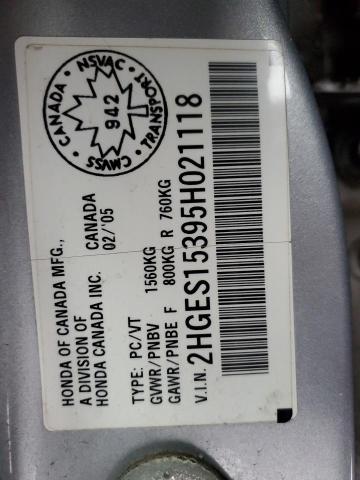 HONDA OF CANADA MFG.,
A DIVISION OF
HONDA CANADA INC.
CANADA
02/'05
CANADA · NSVAC · TRANSPORT · CMVSS
942
TYPE: PC/VT
GVWR/PNBV 1560KG
GAWR/PNBE F 800KG R 760KG
V.I.N. 2HGES15395H021118